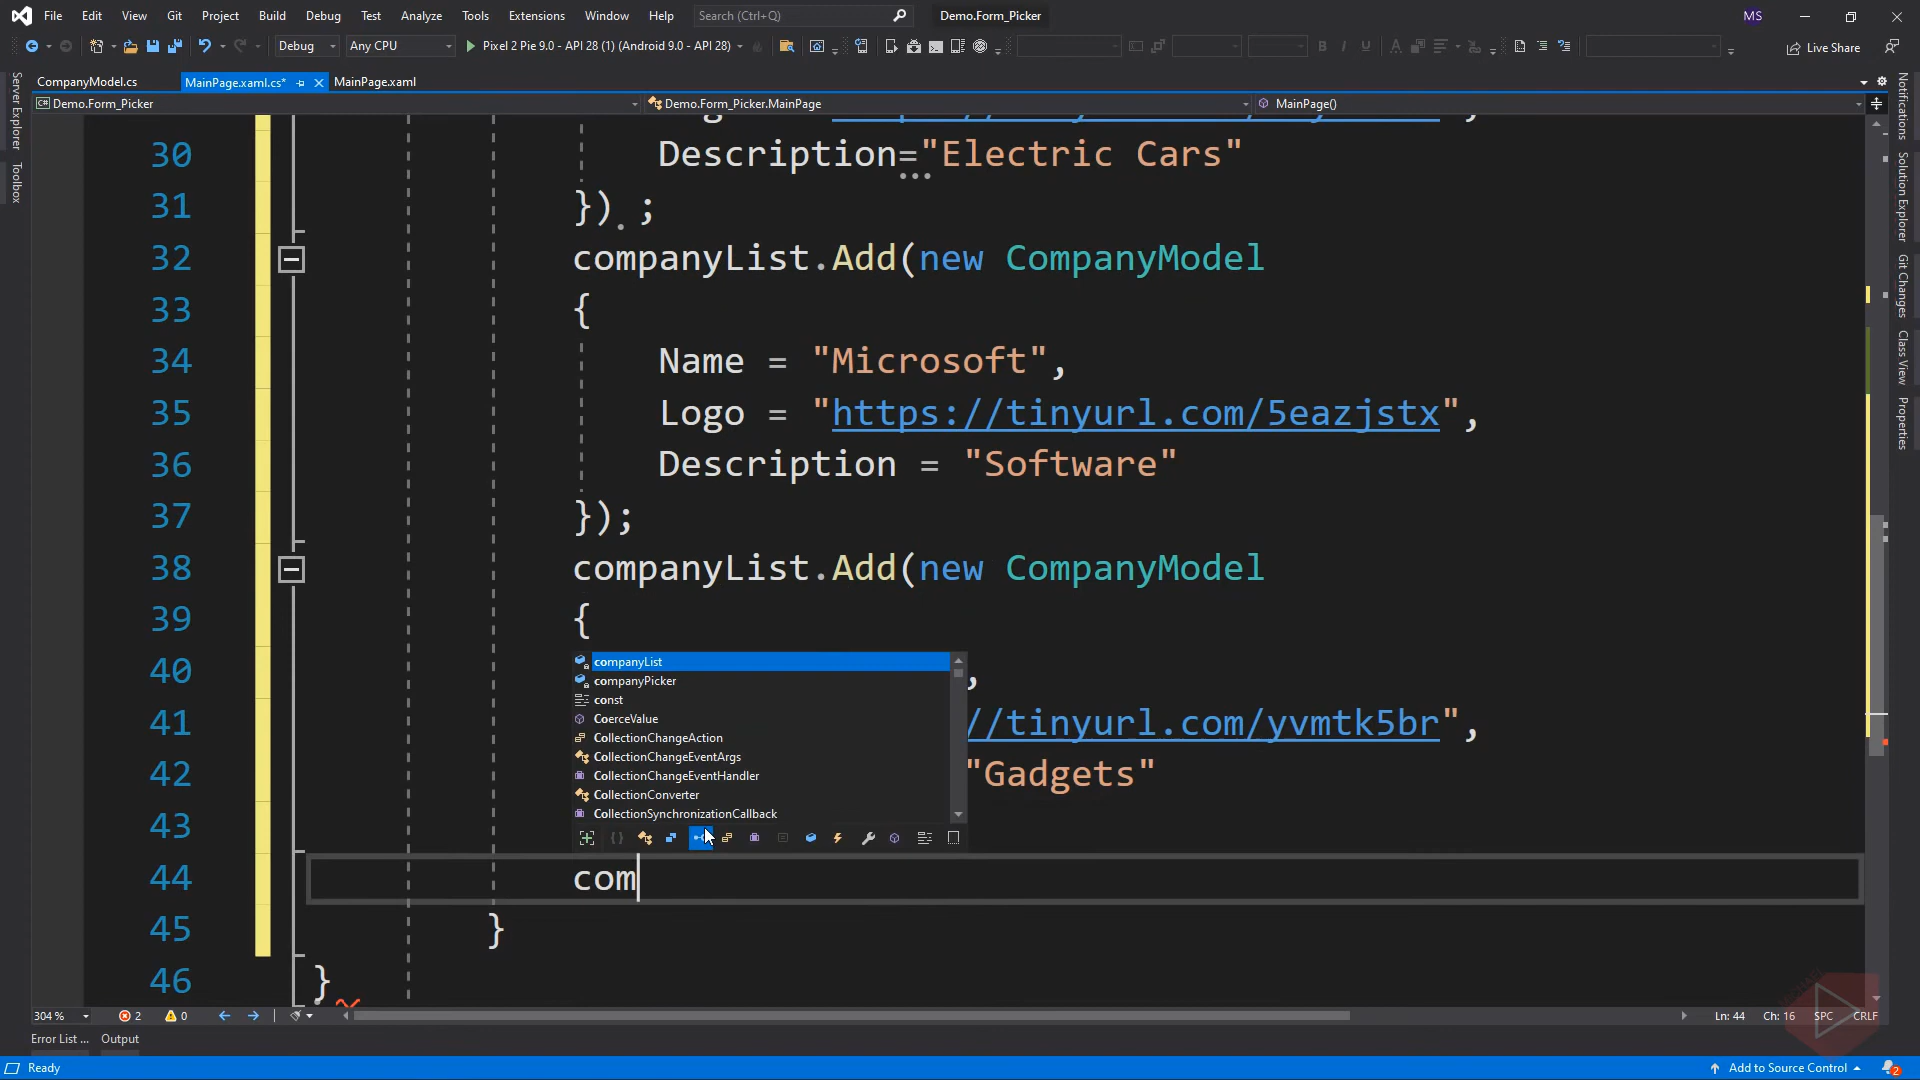 File Edit View Git Project Build Debug Test Analyze Tools Extensions Window Help Search (Ctrl+Q) Demo.Form_Picker MS
Debug Any CPU Pixel 2 Pie 9.0 - API 28 (1) (Android 9.0 - API 28) Live Share
CompanyModel.cs MainPage.xaml.cs* MainPage.xaml
Demo.Form_Picker Demo.Form_Picker.MainPage MainPage()
Server Explorer
Toolbox
Notifications
Solution Explorer
Git Changes
Class View
Properties
30 Description="Electric Cars"
31 }) ;
32 companyList.Add(new CompanyModel
33 {
34 Name = "Microsoft",
35 Logo = "https://tinyurl.com/5eazjstx",
36 Description = "Software"
37 });
38 companyList.Add(new CompanyModel
39 {
40 ,
41 //tinyurl.com/yvmtk5br",
42 "Gadgets"
43
companyList
companyPicker
const
CoerceValue
CollectionChangeAction
CollectionChangeEventArgs
CollectionChangeEventHandler
CollectionConverter
CollectionSynchronizationCallback
44 com
45 }
46 }
304 % 2 0 Ln: 44 Ch: 16 SPC CRLF
Error List ... Output
Ready Add to Source Control 2